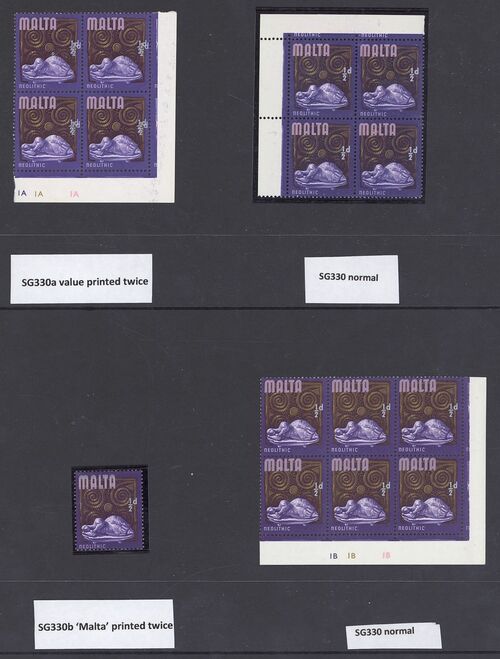 MALTA MALTA
½d ½d
NEOLITHIC NEOLITHIC
MALTA MALTA
½d ½d
NEOLITHIC NEOLITHIC
1A 1A 1A
SG330a value printed twice
MALTA MALTA
½d ½d
NEOLITHIC NEOLITHIC
MALTA MALTA
½d ½d
NEOLITHIC NEOLITHIC
SG330 normal
MALTA
½d
NEOLITHIC
SG330b ‘Malta’ printed twice
MALTA MALTA MALTA
½d ½d ½d
NEOLITHIC NEOLITHIC NEOLITHIC
MALTA MALTA MALTA
½d ½d ½d
NEOLITHIC NEOLITHIC NEOLITHIC
1B 1B 1B
SG330 normal